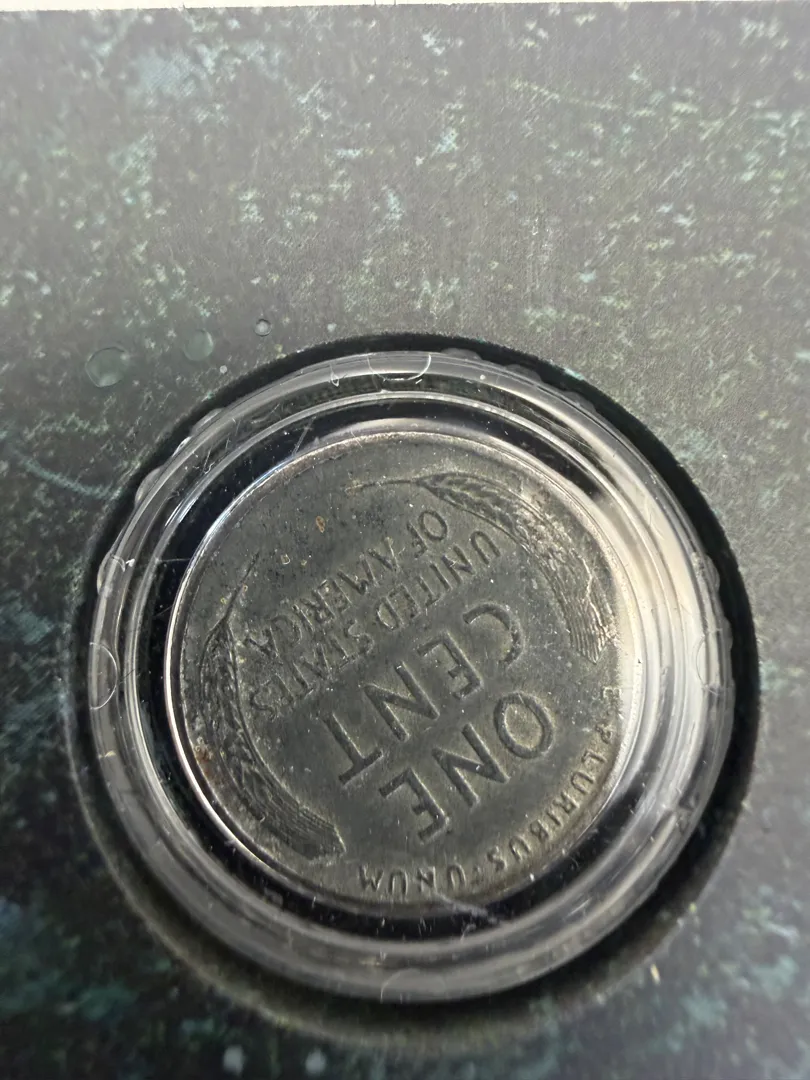 E·PLURIBUS·UNUM
ONE
CENT
UNITED STATES
OF AMERICA